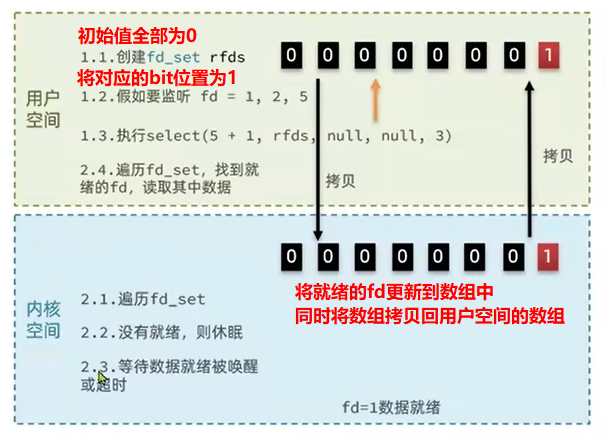 初始值全部为0
1.1.创建fd_set rfds
将对应的bit位置为1
0 0 0 0 0 0 0 1
用户
空间
1.2.假如要监听 fd = 1, 2, 5
1.3.执行select(5 + 1, rfds, null, null, 3)
2.4.遍历fd_set，找到就
绪的fd，读取其中数据
拷贝
拷贝
0 0 0 0 0 0 0 1
内核
空间
2.1.遍历fd_set
将就绪的fd更新到数组中
同时将数组拷贝回用户空间的数组
2.2.没有就绪，则休眠
2.3.等待数据就绪被唤醒
或超时
fd=1数据就绪